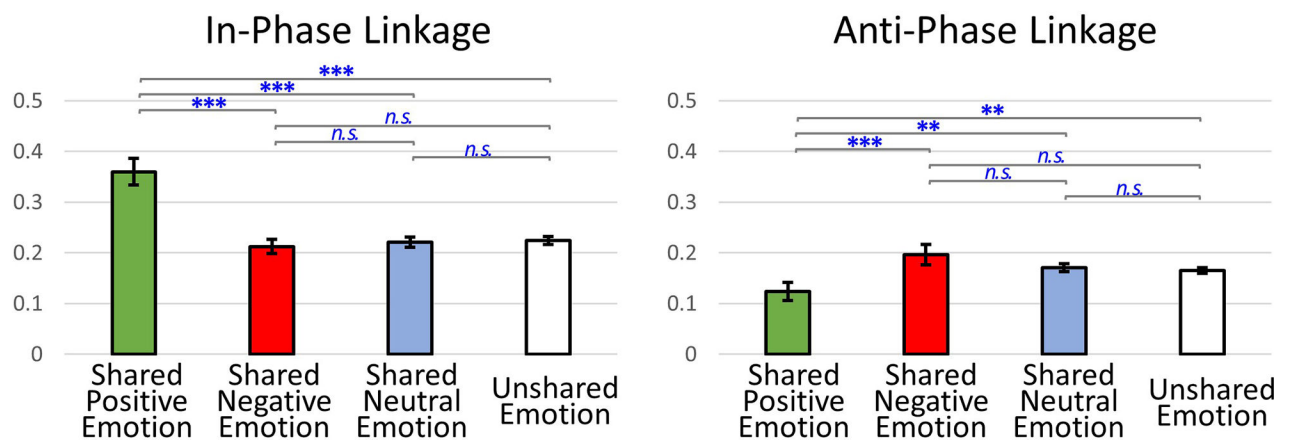 In-Phase Linkage
***
***
***
n.s.
n.s.
n.s.
0.5
0.4
0.3
0.2
0.1
0
Shared Positive Emotion
Shared Negative Emotion
Shared Neutral Emotion
Unshared Emotion
Anti-Phase Linkage
**
**
***
n.s.
n.s.
n.s.
0.5
0.4
0.3
0.2
0.1
0
Shared Positive Emotion
Shared Negative Emotion
Shared Neutral Emotion
Unshared Emotion